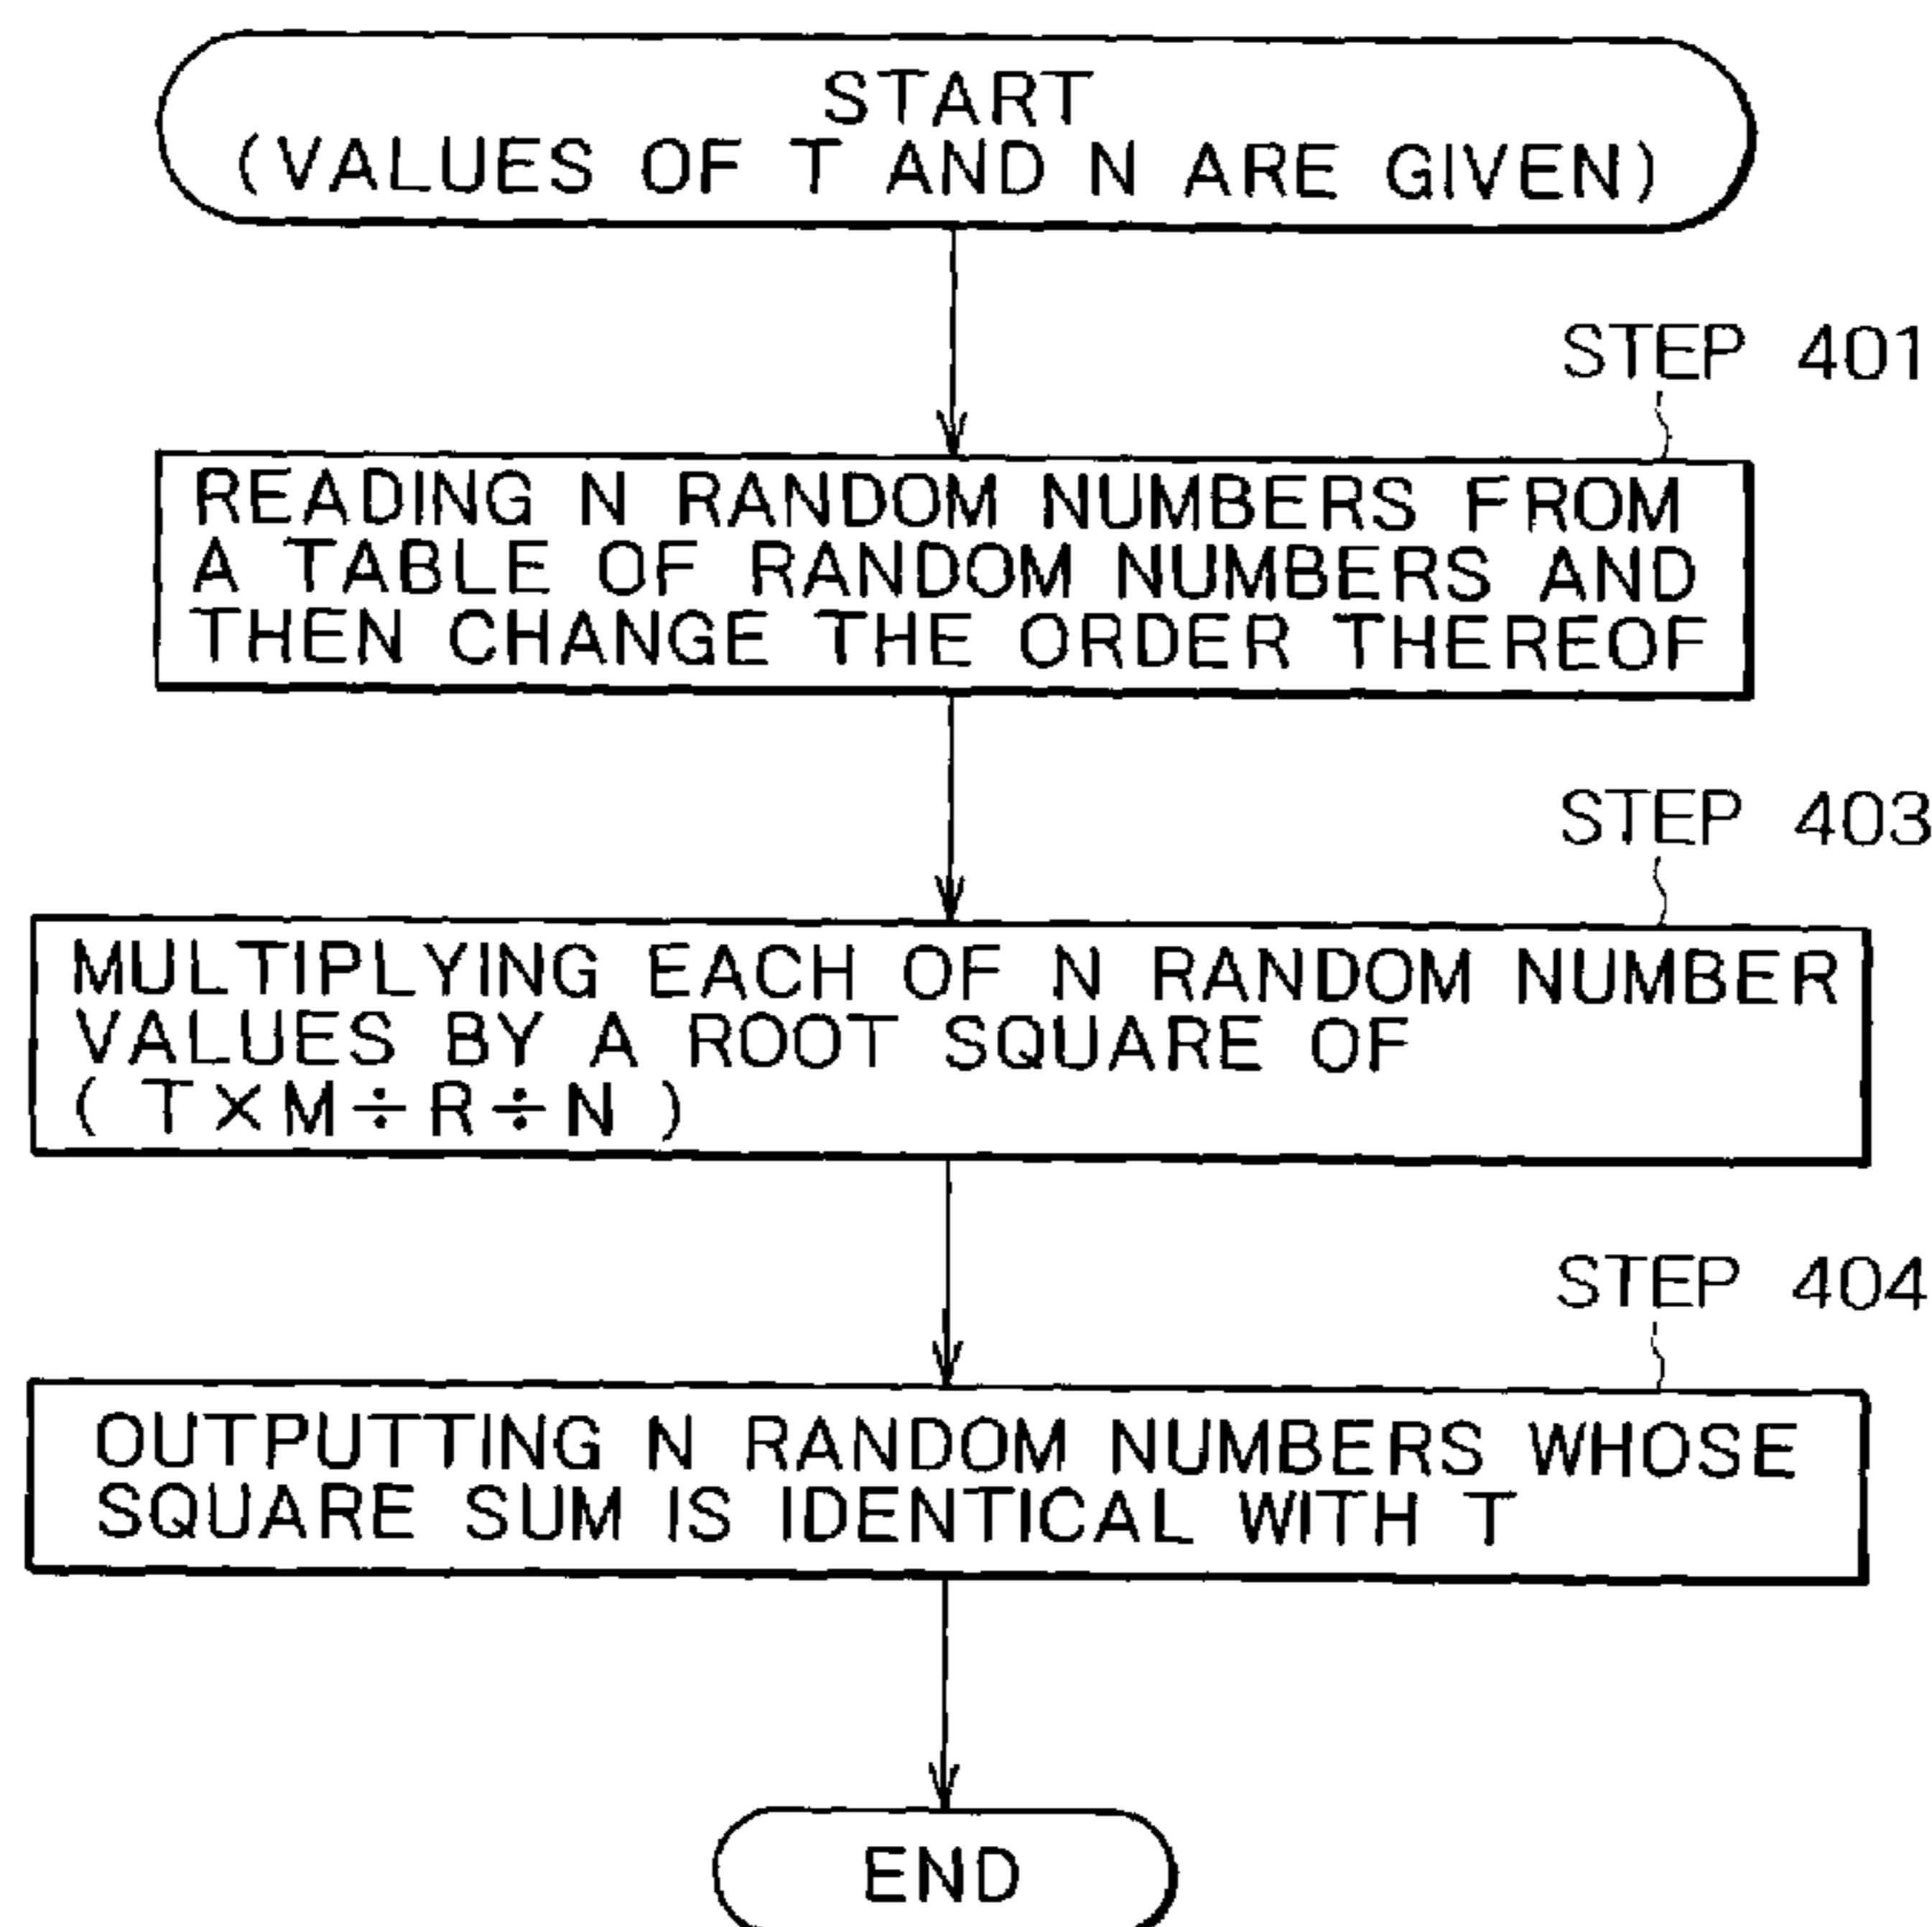 START
(VALUES OF T AND N ARE GIVEN)
STEP 401
READING N RANDOM NUMBERS FROM
A TABLE OF RANDOM NUMBERS AND
THEN CHANGE THE ORDER THEREOF
STEP 403
MULTIPLYING EACH OF N RANDOM NUMBER
VALUES BY A ROOT SQUARE OF
( T×M÷R÷N )
STEP 404
OUTPUTTING N RANDOM NUMBERS WHOSE
SQUARE SUM IS IDENTICAL WITH T
END